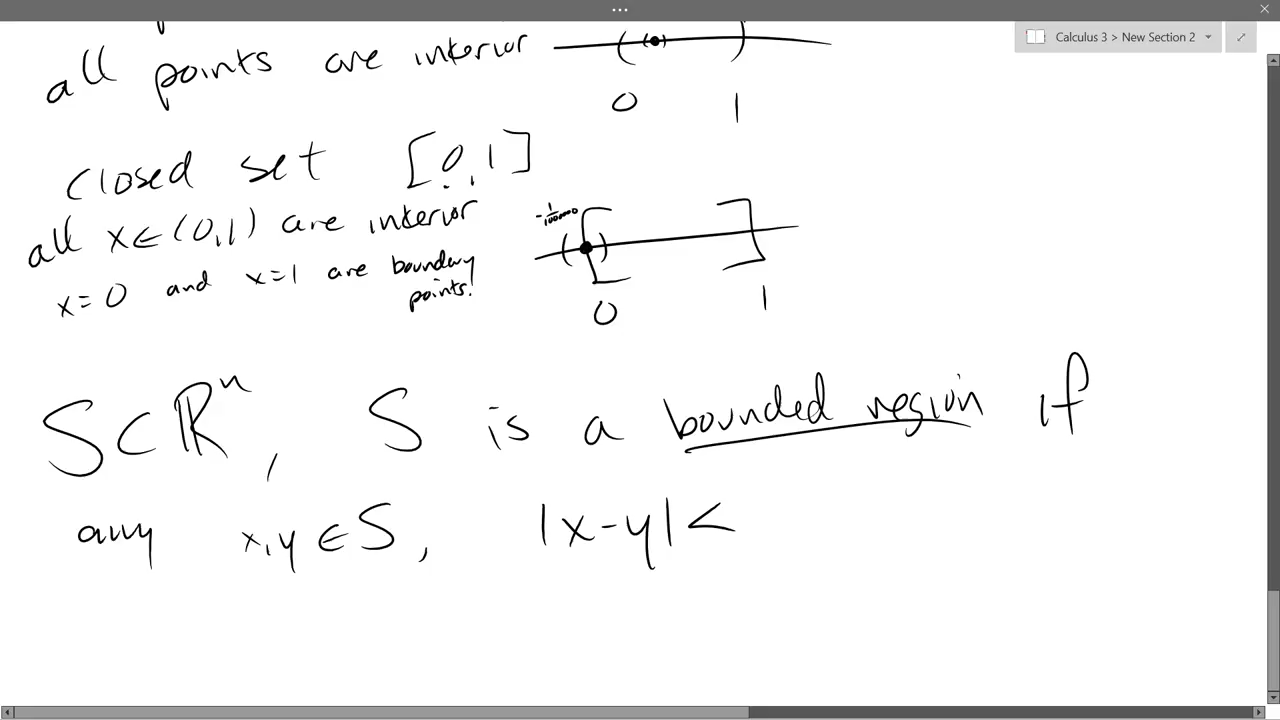 Calculus 3 > New Section 2
all points are interior
0 1
closed set [0,1]
all x∈(0,1) are interior
x=0 and x=1 are boundary
points!
0 1
S⊂ℝⁿ, S is a bounded region if
any x,y ∈ S, |x-y|<